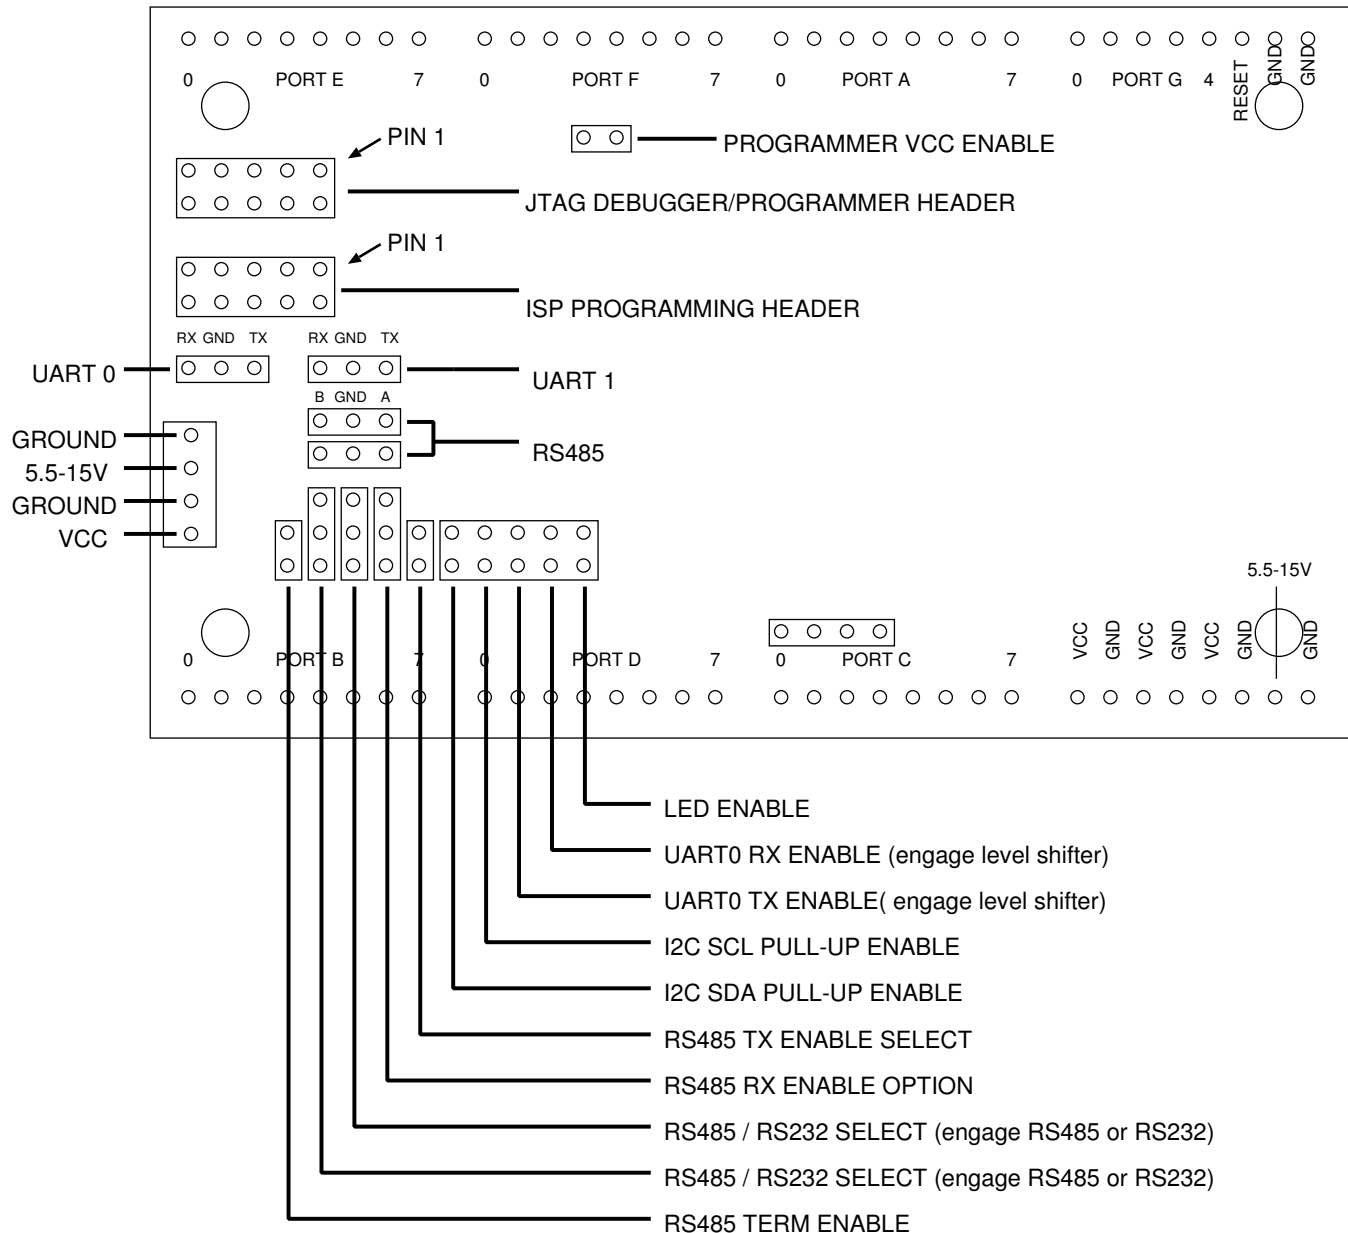 0 PORT E 7 0 PORT F 7 0 PORT A 7 0 PORT G 4 RESET GND GND
PIN 1
PROGRAMMER VCC ENABLE
JTAG DEBUGGER/PROGRAMMER HEADER
PIN 1
ISP PROGRAMMING HEADER
RX GND TX RX GND TX
UART 0
UART 1
B GND A
GROUND
RS485
5.5-15V
GROUND
VCC
5.5-15V
VCC GND VCC GND VCC GND GND
0 PORT B 7 0 PORT D 7 0 PORT C 7
LED ENABLE
UART0 RX ENABLE (engage level shifter)
UART0 TX ENABLE( engage level shifter)
I2C SCL PULL-UP ENABLE
I2C SDA PULL-UP ENABLE
RS485 TX ENABLE SELECT
RS485 RX ENABLE OPTION
RS485 / RS232 SELECT (engage RS485 or RS232)
RS485 / RS232 SELECT (engage RS485 or RS232)
RS485 TERM ENABLE